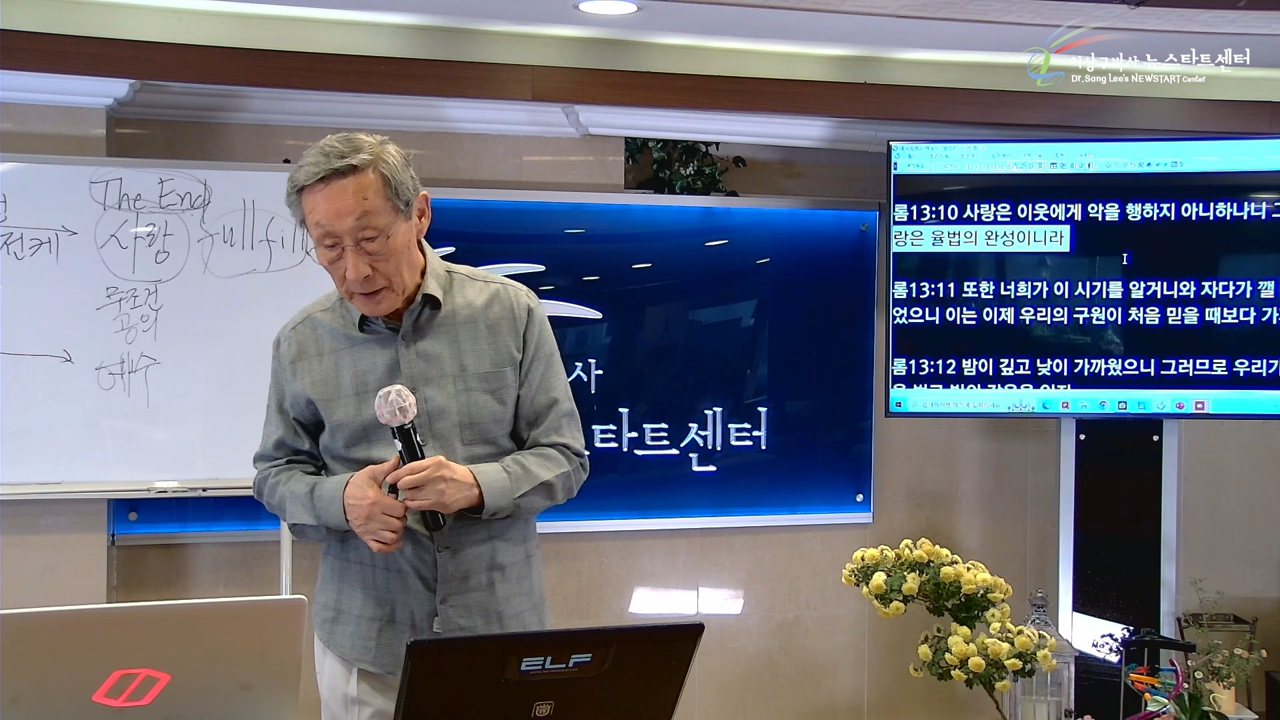 이상구박사 뉴스타트센터
Dr.Sang Lee's NEWSTART Center
The End
전케
사랑
fulfill
무조건
공의
예수
롬13:10 사랑은 이웃에게 악을 행하지 아니하나니 그
랑은 율법의 완성이니라
롬13:11 또한 너희가 이 시기를 알거니와 자다가 깰
었으니 이는 이제 우리의 구원이 처음 믿을 때보다 가
롬13:12 밤이 깊고 낮이 가까웠으니 그러므로 우리가
사
스타트센터
ELF